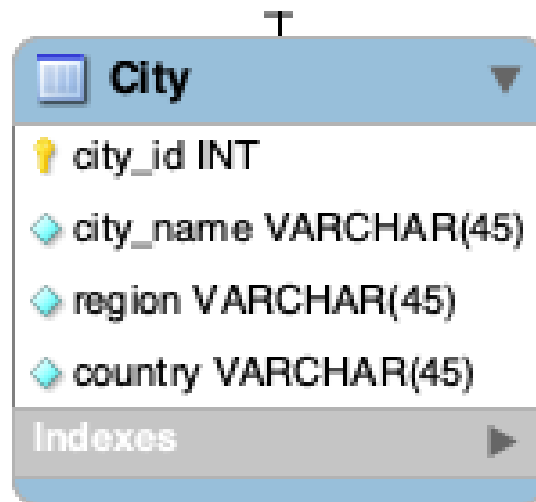 City
city_id INT
city_name VARCHAR(45)
region VARCHAR(45)
country VARCHAR(45)
Indexes